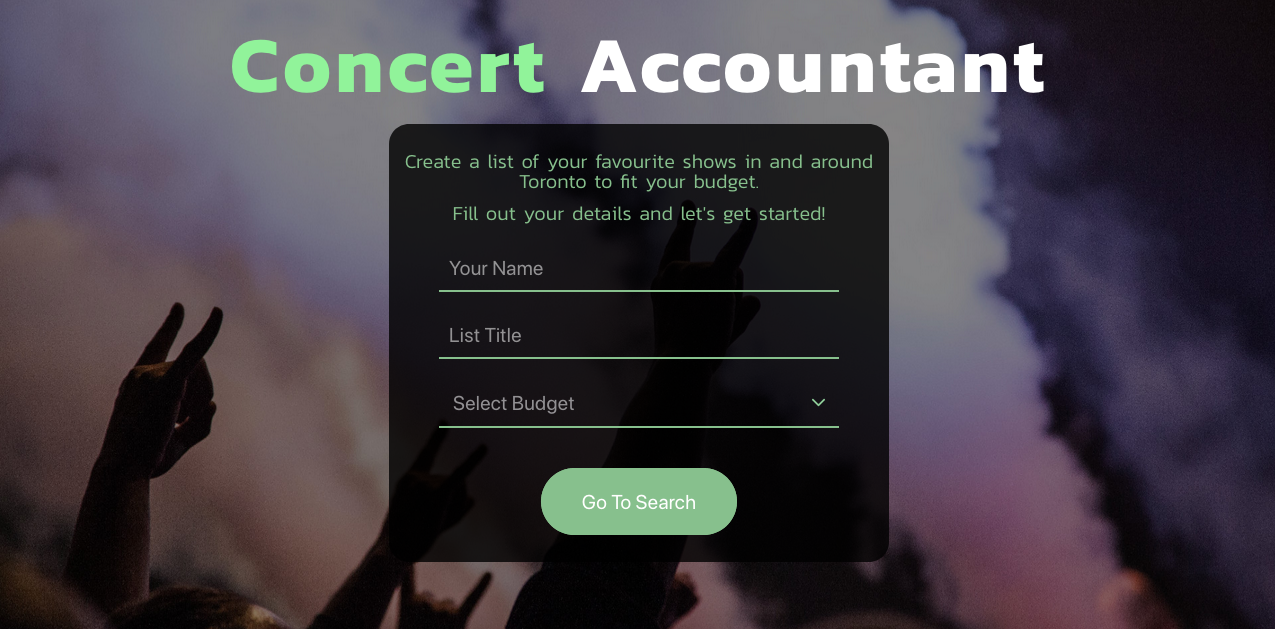 Concert Accountant
Create a list of your favourite shows in and around
Toronto to fit your budget.
Fill out your details and let's get started!
Your Name
List Title
Select Budget
Go To Search